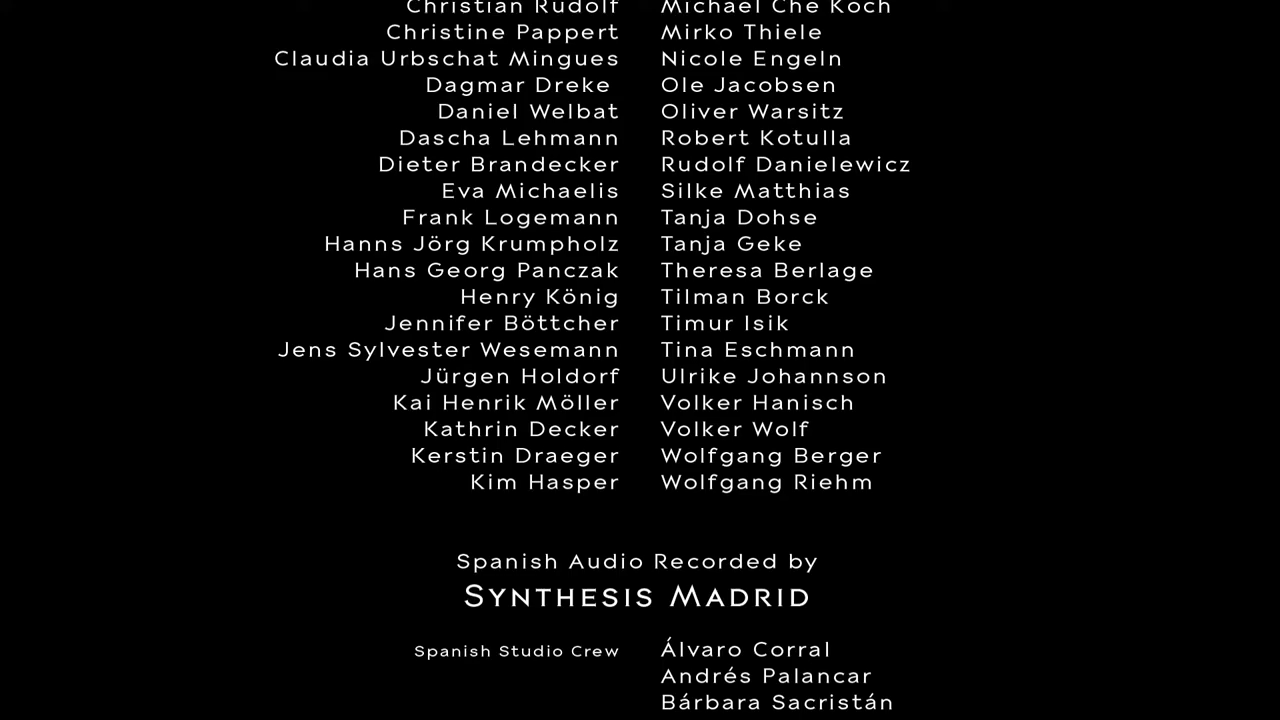 Christian Rudolf Michael Che Koch
Christine Pappert Mirko Thiele
Claudia Urbschat Mingues Nicole Engeln
Dagmar Dreke Ole Jacobsen
Daniel Welbat Oliver Warsitz
Dascha Lehmann Robert Kotulla
Dieter Brandecker Rudolf Danielewicz
Eva Michaelis Silke Matthias
Frank Logemann Tanja Dohse
Hanns Jörg Krumpholz Tanja Geke
Hans Georg Panczak Theresa Berlage
Henry König Tilman Borck
Jennifer Böttcher Timur Isik
Jens Sylvester Wesemann Tina Eschmann
Jürgen Holdorf Ulrike Johannson
Kai Henrik Möller Volker Hanisch
Kathrin Decker Volker Wolf
Kerstin Draeger Wolfgang Berger
Kim Hasper Wolfgang Riehm
Spanish Audio Recorded by
Synthesis Madrid
Spanish Studio Crew Álvaro Corral
Andrés Palancar
Bárbara Sacristán